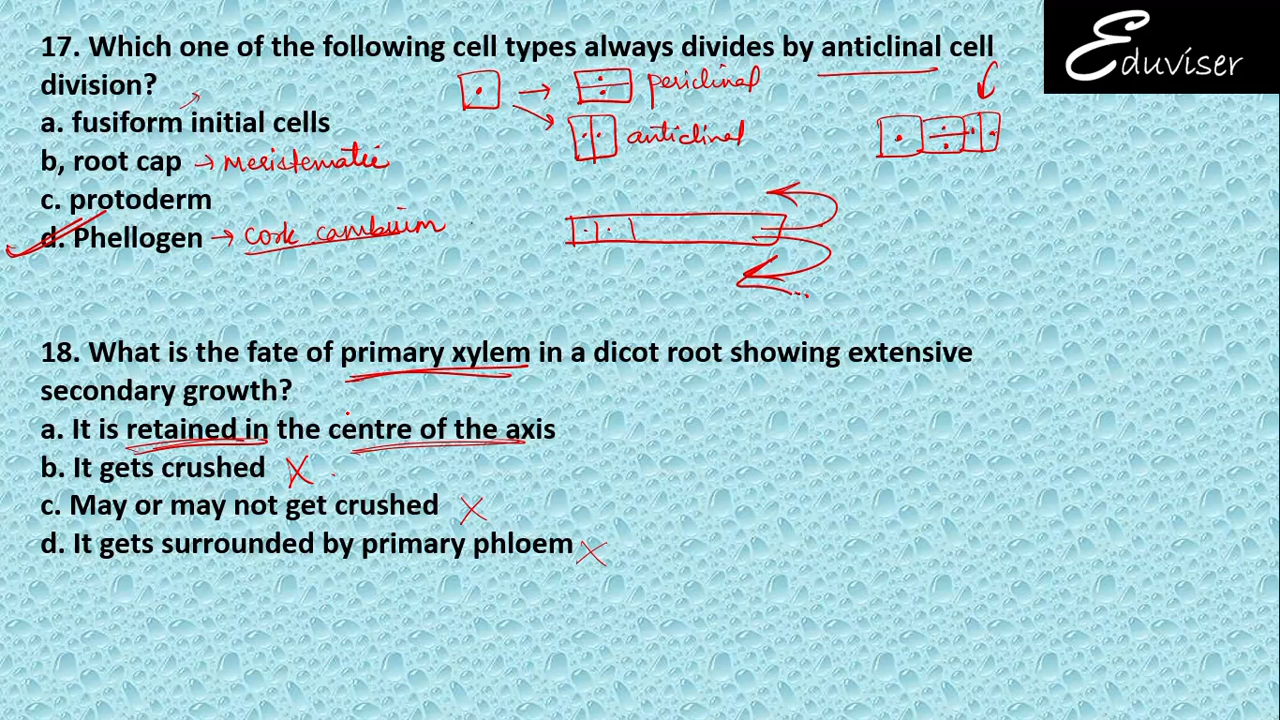 Eduviser
17. Which one of the following cell types always divides by anticlinal cell
division?
periclinal
a. fusiform initial cells
anticlinal
b, root cap → meristematic
c. protoderm
d. Phellogen → cork cambium
18. What is the fate of primary xylem in a dicot root showing extensive
secondary growth?
a. It is retained in the centre of the axis
b. It gets crushed X
c. May or may not get crushed X
d. It gets surrounded by primary phloem X